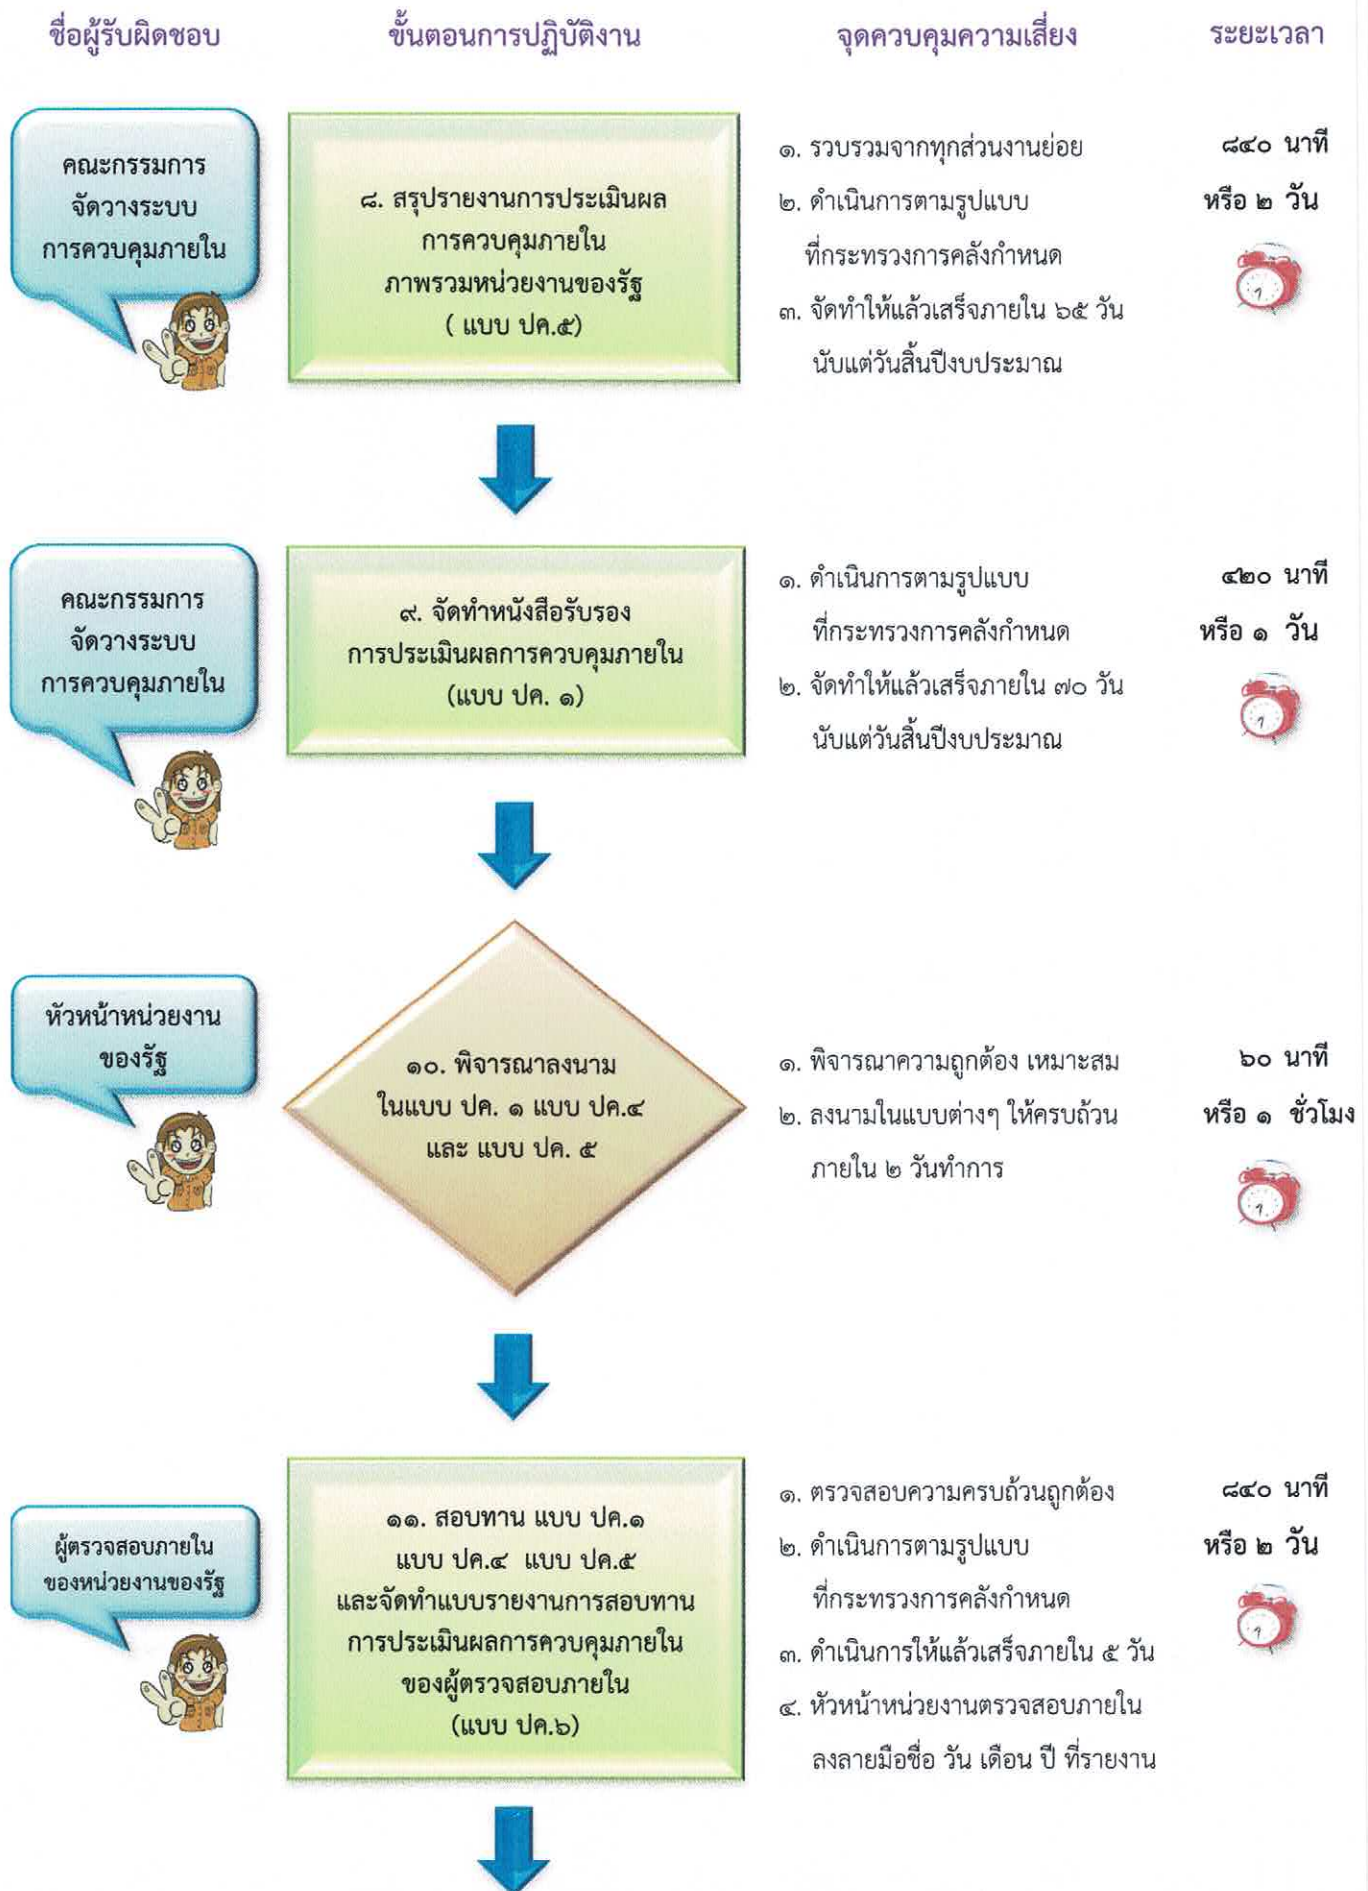 ชื่อผู้รับผิดชอบ
ขั้นตอนการปฏิบัติงาน
จุดควบคุมความเสี่ยง
ระยะเวลา
คณะกรรมการ
จัดวางระบบ
การควบคุมภายใน
๘. สรุปรายงานการประเมินผล
การควบคุมภายใน
ภาพรวมหน่วยงานของรัฐ
( แบบ ปค.๕)
๑. รวบรวมจากทุกส่วนงานย่อย
๒. ดำเนินการตามรูปแบบ
ที่กระทรวงการคลังกำหนด
๓. จัดทำให้แล้วเสร็จภายใน ๖๕ วัน
นับแต่วันสิ้นปีงบประมาณ
๘๔๐ นาที
หรือ ๒ วัน
คณะกรรมการ
จัดวางระบบ
การควบคุมภายใน
๙. จัดทำหนังสือรับรอง
การประเมินผลการควบคุมภายใน
(แบบ ปค. ๑)
๑. ดำเนินการตามรูปแบบ
ที่กระทรวงการคลังกำหนด
๒. จัดทำให้แล้วเสร็จภายใน ๗๐ วัน
นับแต่วันสิ้นปีงบประมาณ
๔๒๐ นาที
หรือ ๑ วัน
หัวหน้าหน่วยงาน
ของรัฐ
๑๐. พิจารณาลงนาม
ในแบบ ปค. ๑ แบบ ปค.๔
และ แบบ ปค. ๕
๑. พิจารณาความถูกต้อง เหมาะสม
๒. ลงนามในแบบต่างๆ ให้ครบถ้วน
ภายใน ๒ วันทำการ
๖๐ นาที
หรือ ๑ ชั่วโมง
ผู้ตรวจสอบภายใน
ของหน่วยงานของรัฐ
๑๑. สอบทาน แบบ ปค.๑
แบบ ปค.๔ แบบ ปค.๕
และจัดทำแบบรายงานการสอบทาน
การประเมินผลการควบคุมภายใน
ของผู้ตรวจสอบภายใน
(แบบ ปค.๖)
๑. ตรวจสอบความครบถ้วนถูกต้อง
๒. ดำเนินการตามรูปแบบ
ที่กระทรวงการคลังกำหนด
๓. ดำเนินการให้แล้วเสร็จภายใน ๕ วัน
๔. หัวหน้าหน่วยงานตรวจสอบภายใน
ลงลายมือชื่อ วัน เดือน ปี ที่รายงาน
๘๔๐ นาที
หรือ ๒ วัน